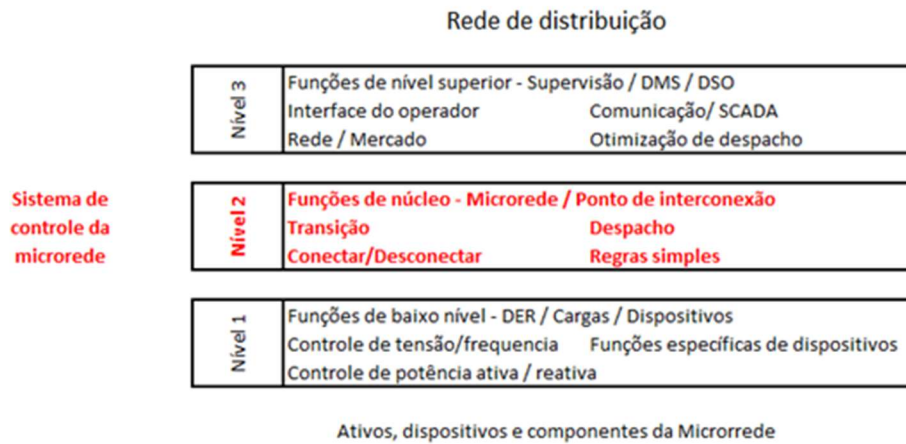 Rede de distribuição
Nível 3
Funções de nível superior - Supervisão / DMS / DSO
Interface do operador Comunicação/ SCADA
Rede / Mercado Otimização de despacho
Sistema de
controle da
microrede
Nível 2
Funções de núcleo - Microrede / Ponto de interconexão
Transição Despacho
Conectar/Desconectar Regras simples
Nível 1
Funções de baixo nível - DER / Cargas / Dispositivos
Controle de tensão/frequencia Funções específicas de dispositivos
Controle de potência ativa / reativa
Ativos, dispositivos e componentes da Microrrede